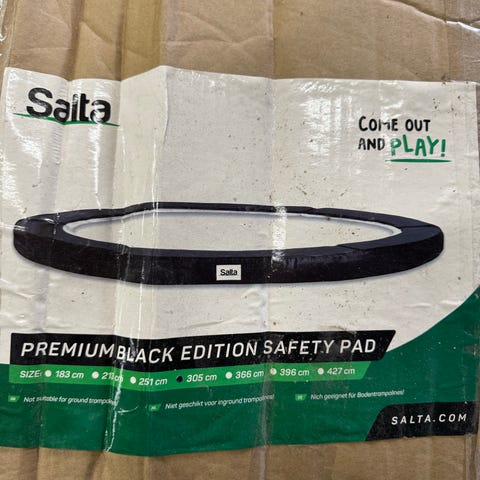 Salta
COME OUT
AND PLAY!
Salta
PREMIUM BLACK EDITION SAFETY PAD
SIZE: 183 cm 213 cm 251 cm 305 cm 366 cm 396 cm 427 cm
Not suitable for ground trampolines!
Niet geschikt voor inground trampolines!
Nich geeignet für Bodentrampolines!
SALTA.COM